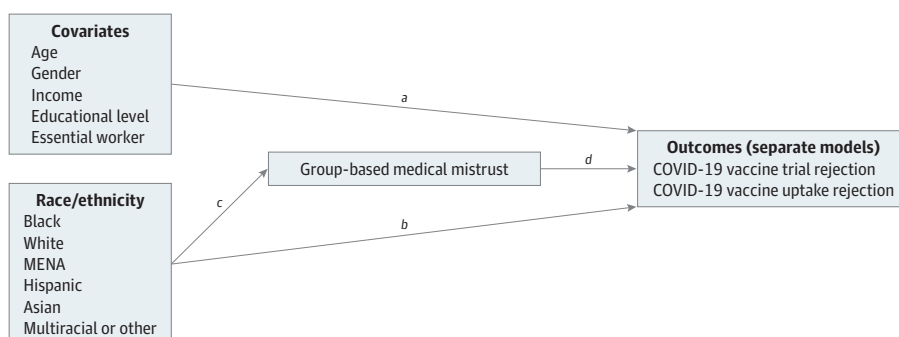 Covariates
Age
Gender
Income
Educational level
Essential worker
a
Group-based medical mistrust
d
Outcomes (separate models)
COVID-19 vaccine trial rejection
COVID-19 vaccine uptake rejection
Race/ethnicity
Black
White
MENA
Hispanic
Asian
Multiracial or other
c
b